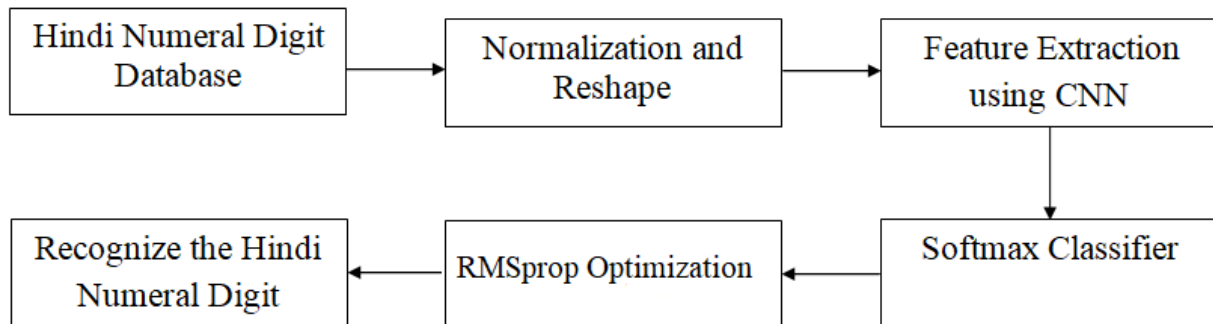 Hindi Numeral Digit
Database
Normalization and
Reshape
Feature Extraction
using CNN
Softmax Classifier
RMSprop Optimization
Recognize the Hindi
Numeral Digit